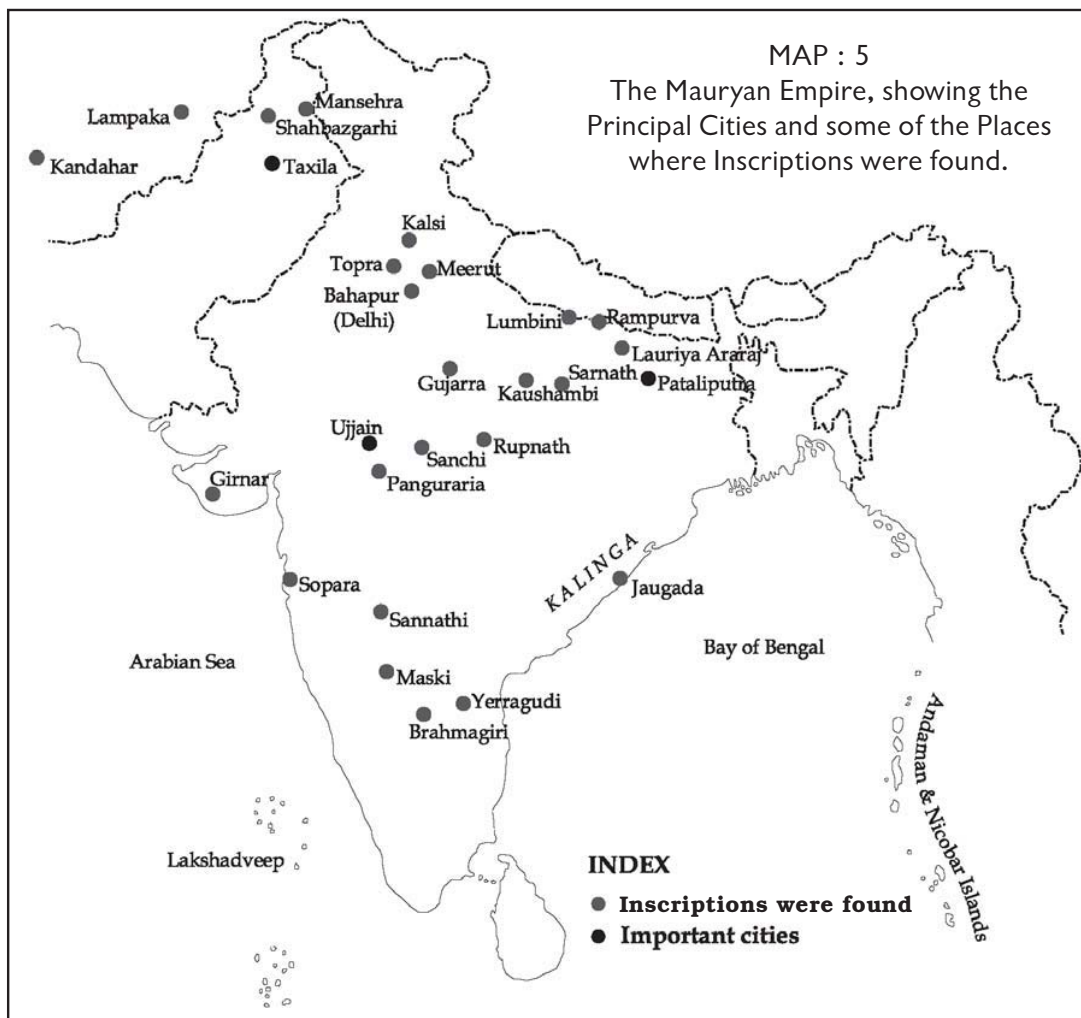 MAP : 5
The Mauryan Empire, showing the
Principal Cities and some of the Places
where Inscriptions were found.
Lampaka
Mansehra
Shahbazgarhi
Kandahar
Taxila
Kalsi
Topra
Meerut
Bahapur
(Delhi)
Lumbini
Rampurva
Lauriya Araraj
Gujarra
Sarnath
Kaushambi
Pataliputra
Ujjain
Sanchi
Rupnath
Panguraria
Girnar
KALINGA
Sopara
Jaugada
Sannathi
Arabian Sea
Bay of Bengal
Maski
Yerragudi
Brahmagiri
Andaman & Nicobar Islands
Lakshadweep
INDEX
Inscriptions were found
Important cities